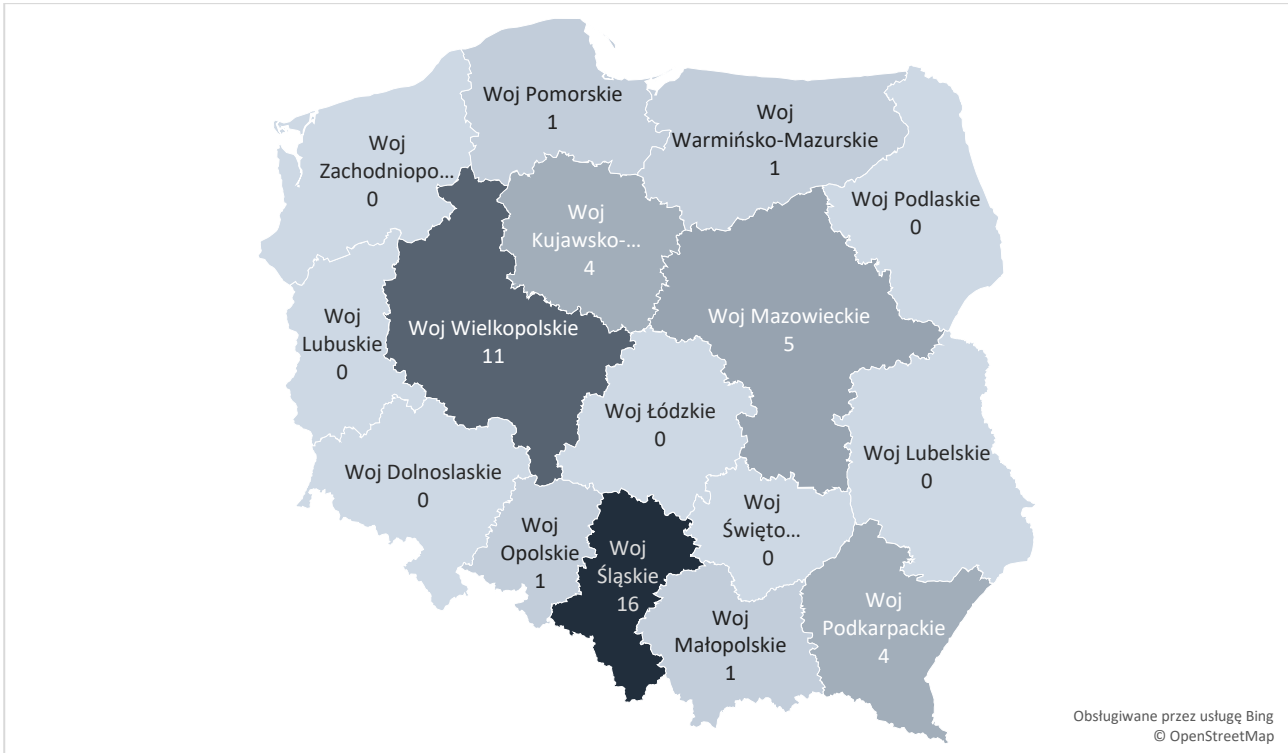 Woj Pomorskie
1
Woj
Warmińsko-Mazurskie
1
Woj
Zachodniopo...
0
Woj Podlaskie
0
Woj
Kujawsko-...
4
Woj
Lubuskie
0
Woj Wielkopolskie
11
Woj Mazowieckie
5
Woj Łódzkie
0
Woj Lubelskie
0
Woj Dolnoslaskie
0
Woj
Opolskie
1
Woj
Śląskie
16
Woj
Święto...
0
Woj
Małopolskie
1
Woj
Podkarpackie
4
Obsługiwane przez usługę Bing
© OpenStreetMap